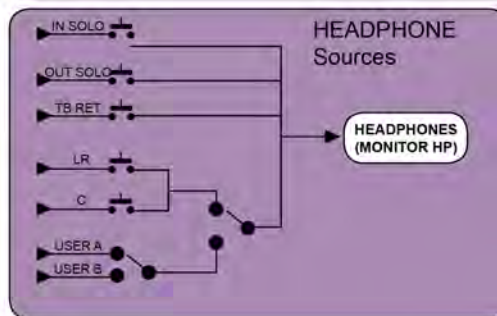 HEADPHONE
Sources
IN SOLO
OUT SOLO
TB RET
LR
C
USER A
USER B
HEADPHONES
(MONITOR HP)